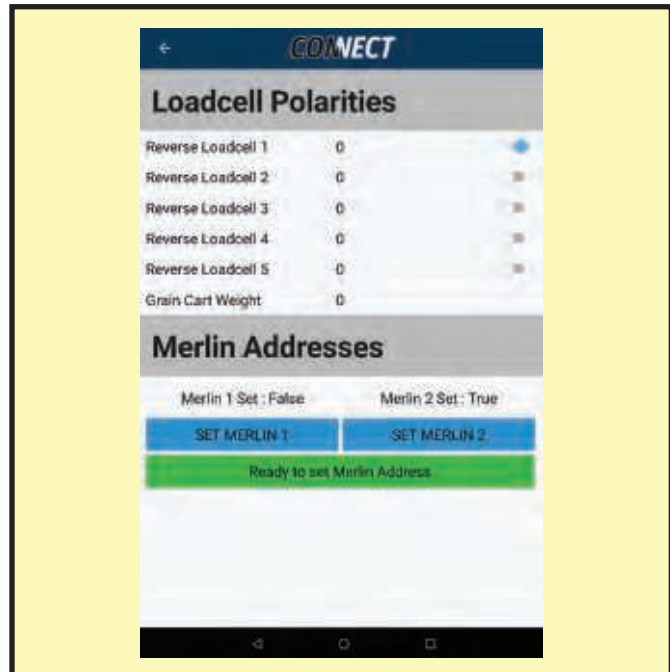 CONNECT
Loadcell Polarities
Reverse Loadcell 1 0
Reverse Loadcell 2 0
Reverse Loadcell 3 0
Reverse Loadcell 4 0
Reverse Loadcell 5 0
Grain Cart Weight 0
Merlin Addresses
Merlin 1 Set : False Merlin 2 Set : True
SET MERLIN 1 SET MERLIN 2
Ready to set Merlin Address